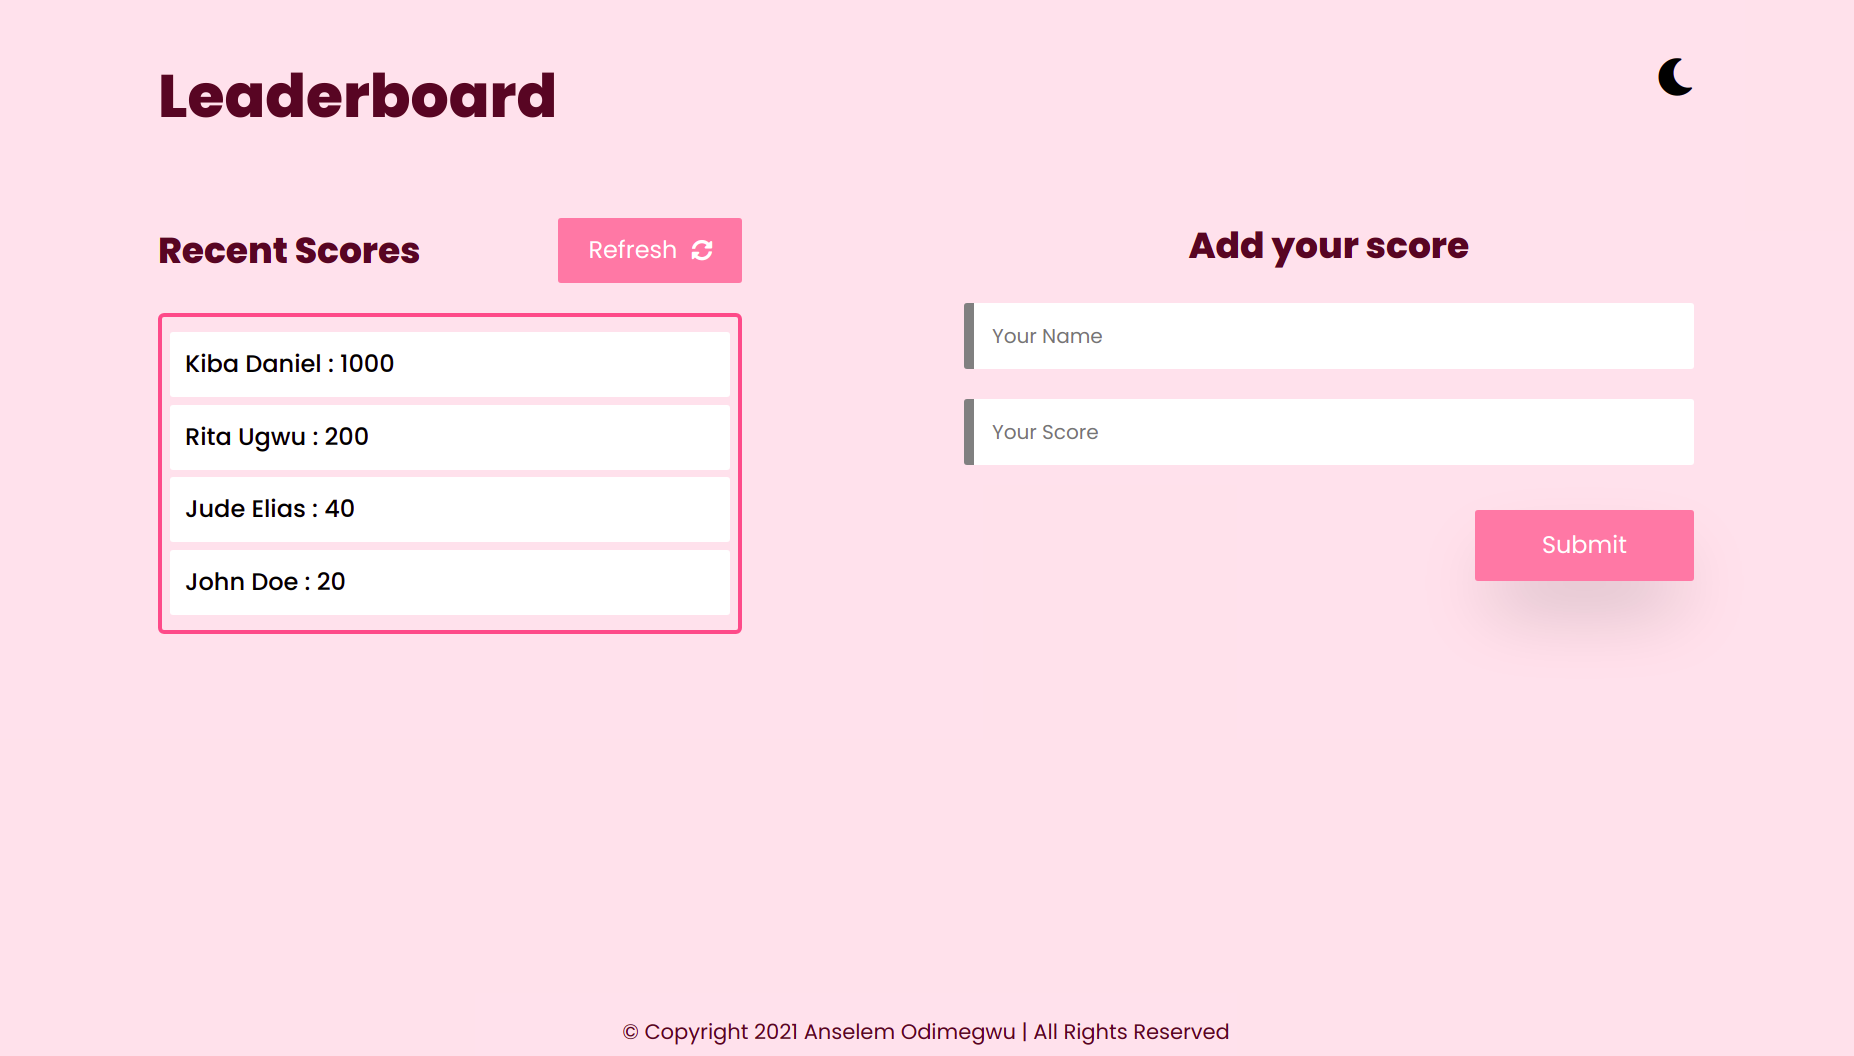 Leaderboard
Recent Scores
Refresh
Kiba Daniel : 1000
Rita Ugwu : 200
Jude Elias : 40
John Doe : 20
Add your score
Your Name
Your Score
Submit
© Copyright 2021 Anselem Odimegwu | All Rights Reserved